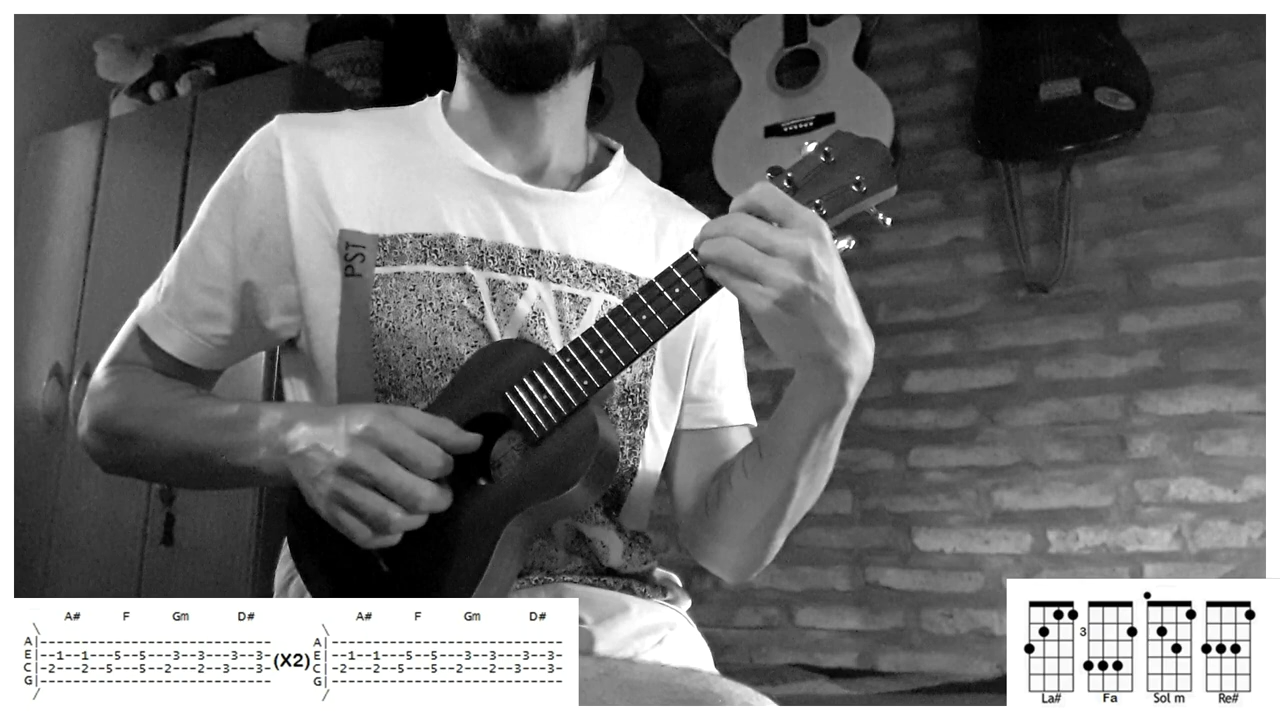 PST
A# F Gm D# A# F Gm D#
\ \
A|---------------------------------- A|----------------------------------
E|--1--1---5--5---3--3---3--3- (X2) E|--1--1---5--5---3--3---3--3-
C|-2---2--5---5--2---2--3---3- C|-2---2--5---5--2---2--3---3-
G|---------------------------------- G|----------------------------------
/ /
3
La# Fa Sol m Re#